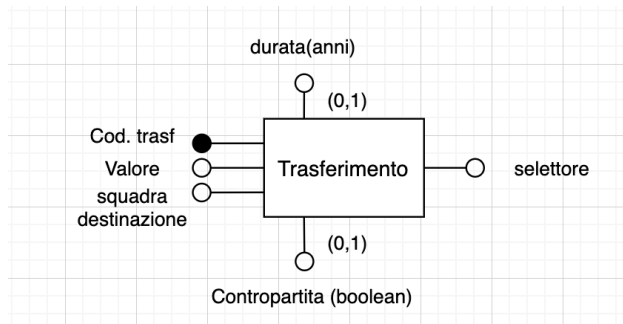 durata(anni)
(0,1)
Cod. trasf
Valore
squadra
destinazione
Trasferimento
selettore
(0,1)
Contropartita (boolean)